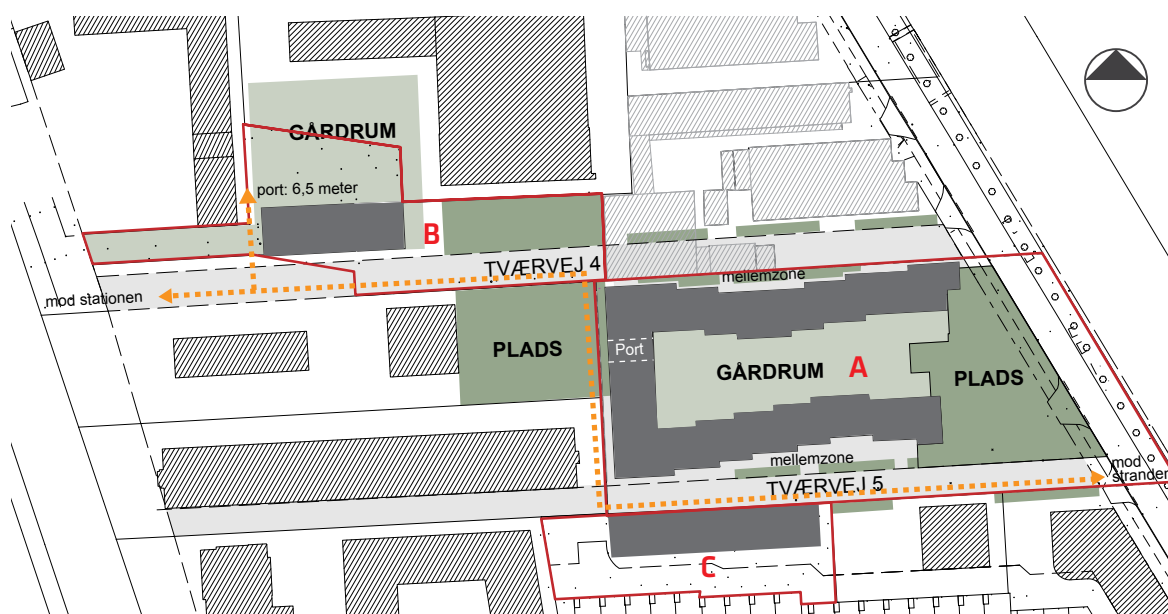 GÅRDRUM
port: 6,5 meter
B
TVÆRVEJ 4
mod stationen
mellemzone
Port
PLADS
GÅRDRUM
A
PLADS
mellemzone
mod
stranden
TVÆRVEJ 5
C